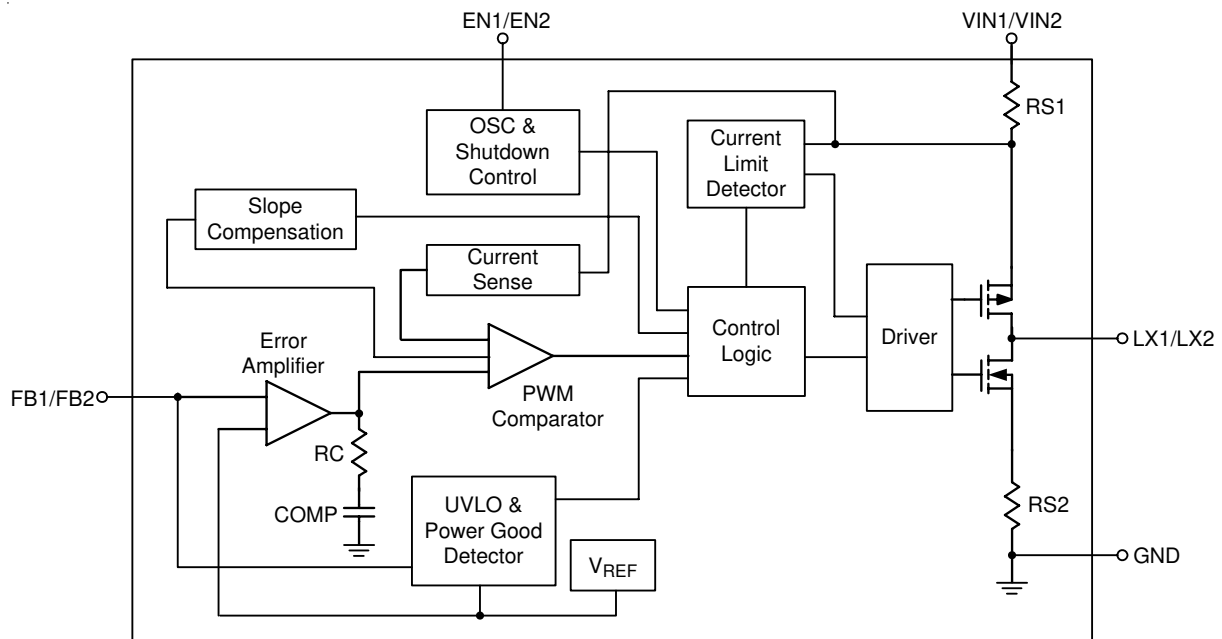 EN1/EN2
VIN1/VIN2
RS1
OSC &
Shutdown
Control
Current
Limit
Detector
Slope
Compensation
Current
Sense
Control
Logic
Driver
LX1/LX2
Error
Amplifier
FB1/FB2
PWM
Comparator
RC
COMP
UVLO &
Power Good
Detector
VREF
RS2
GND